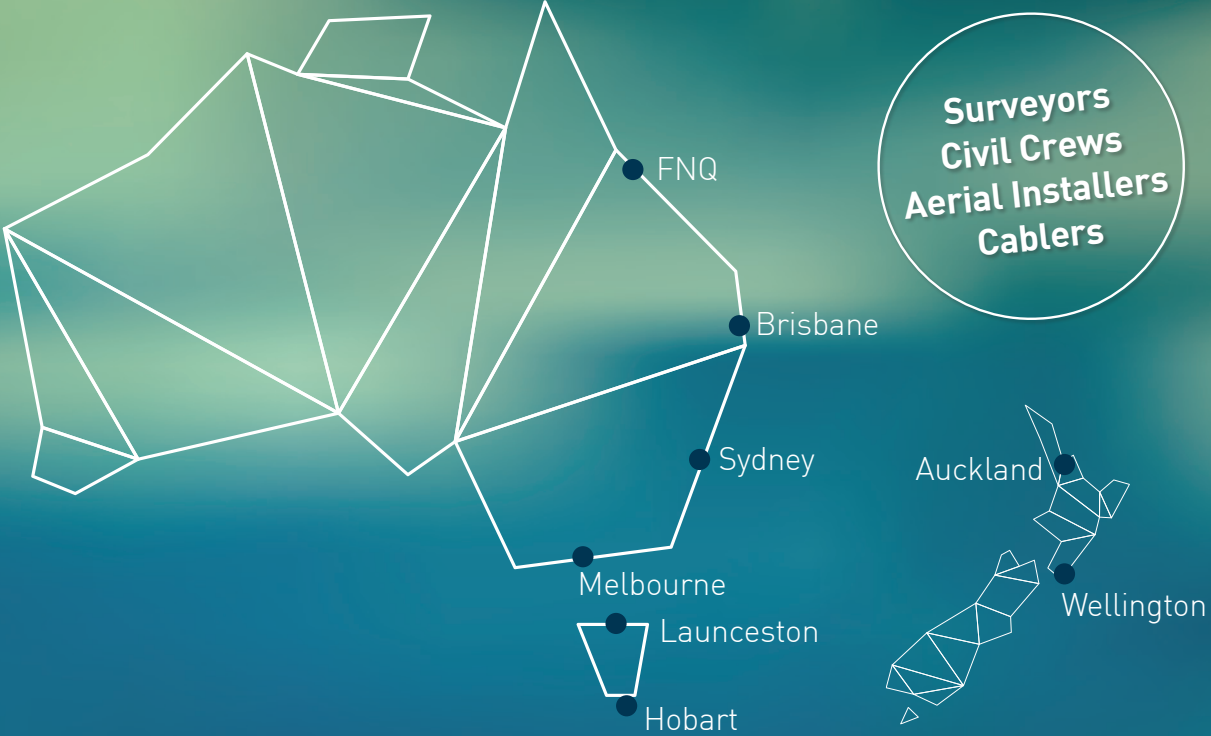 Surveyors
Civil Crews
Aerial Installers
Cablers
FNQ
Brisbane
Sydney
Auckland
Melbourne
Wellington
Launceston
Hobart